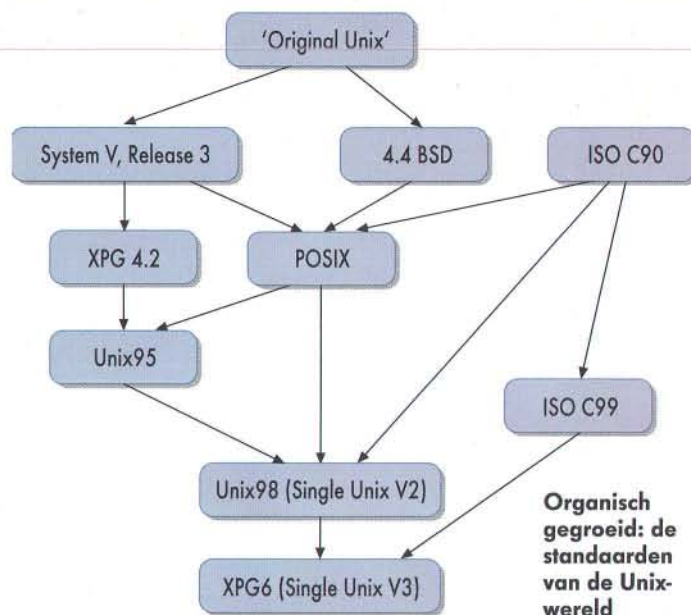 'Original Unix'
System V, Release 3
4.4 BSD
ISO C90
XPG 4.2
POSIX
Unix95
ISO C99
Unix98 (Single Unix V2)
XPG6 (Single Unix V3)
Organisch
gegroeid: de
standaarden
van de Unix-
wereld